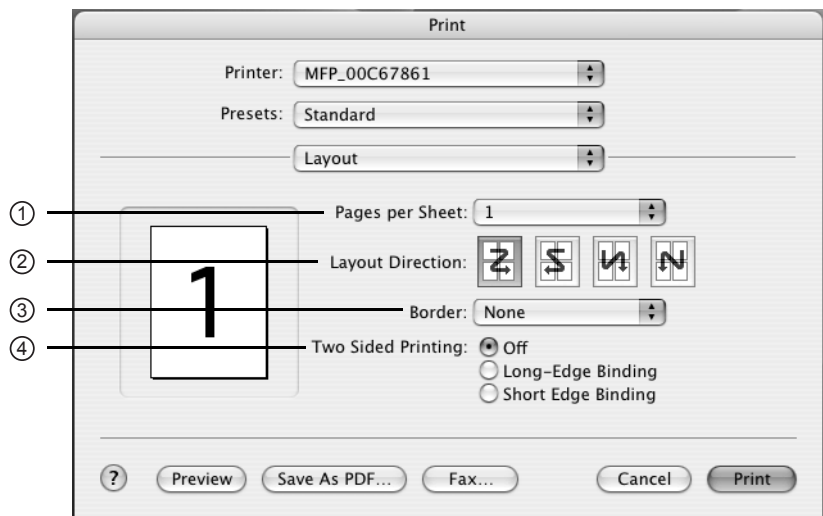 Print
Printer: MFP_00C67861
Presets: Standard
Layout
① Pages per Sheet: 1
1
② Layout Direction:
③ Border: None
④ Two Sided Printing: Off
Long-Edge Binding
Short Edge Binding
? Preview Save As PDF... Fax... Cancel Print